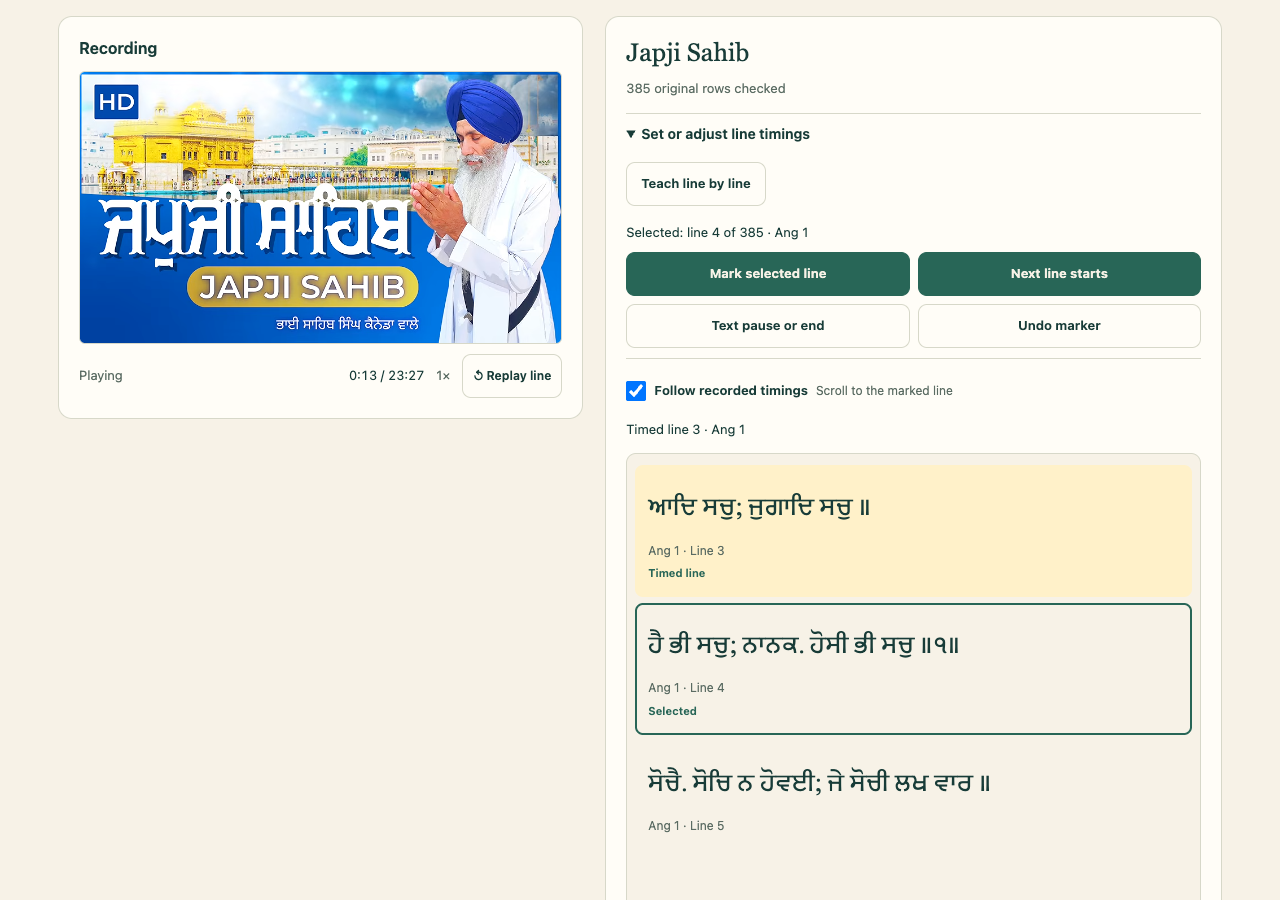 Recording
HD
ਜਪੁਜੀ ਸਾਹਿਬ
JAPJI SAHIB
ਭਾਈ ਸਾਹਿਬ ਸਿੰਘ ਕੈਨੇਡਾ ਵਾਲੇ
Playing 0:13 / 23:27 1× ↺ Replay line
Japji Sahib
385 original rows checked
▼ Set or adjust line timings
Teach line by line
Selected: line 4 of 385 · Ang 1
Mark selected line Next line starts
Text pause or end Undo marker
Follow recorded timings Scroll to the marked line
Timed line 3 · Ang 1
ਆਦਿ ਸਚੁ; ਜੁਗਾਦਿ ਸਚੁ ॥
Ang 1 · Line 3
Timed line
ਹੈ ਭੀ ਸਚੁ; ਨਾਨਕ. ਹੋਸੀ ਭੀ ਸਚੁ ॥੧॥
Ang 1 · Line 4
Selected
ਸੋਚੈ. ਸੋਚਿ ਨ ਹੋਵਈ; ਜੇ ਸੋਚੀ ਲਖ ਵਾਰ ॥
Ang 1 · Line 5